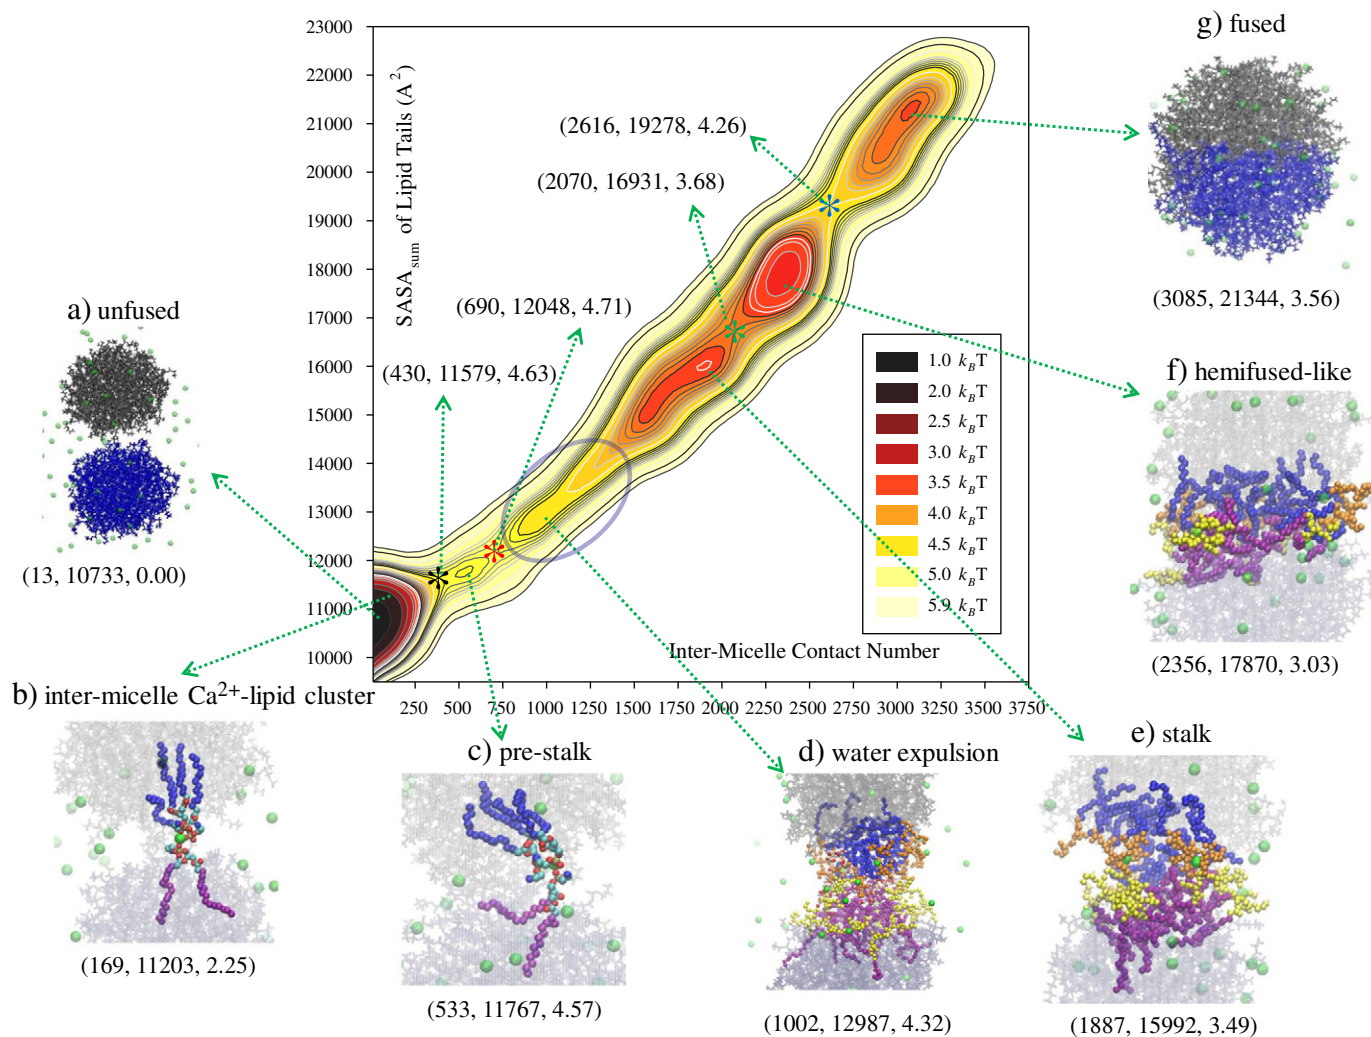 g) fused
(3085, 21344, 3.56)
23000
22000
21000
20000
19000
18000
17000
16000
15000
14000
13000
12000
11000
10000
SASA_sum of Lipid Tails (A²)
(2616, 19278, 4.26)
(2070, 16931, 3.68)
(690, 12048, 4.71)
(430, 11579, 4.63)
a) unfused
(13, 10733, 0.00)
1.0 k_BT
2.0 k_BT
2.5 k_BT
3.0 k_BT
3.5 k_BT
4.0 k_BT
4.5 k_BT
5.0 k_BT
5.9 k_BT
f) hemifused-like
(2356, 17870, 3.03)
Inter-Micelle Contact Number
250 500 750 1000 1250 1500 1750 2000 2250 2500 2750 3000 3250 3500 3750
b) inter-micelle Ca²⁺-lipid cluster
(169, 11203, 2.25)
c) pre-stalk
(533, 11767, 4.57)
d) water expulsion
(1002, 12987, 4.32)
e) stalk
(1887, 15992, 3.49)